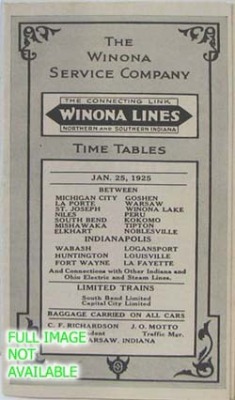 THE
WINONA
SERVICE COMPANY
THE CONNECTING LINK
WINONA LINES
NORTHERN AND SOUTHERN INDIANA
TIME TABLES
JAN. 25, 1925
BETWEEN
MICHIGAN CITY GOSHEN
LA PORTE WARSAW
ST. JOSEPH WINONA LAKE
NILES PERU
SOUTH BEND KOKOMO
MISHAWAKA TIPTON
ELKHART NOBLESVILLE
INDIANAPOLIS
WABASH LOGANSPORT
HUNTINGTON LOUISVILLE
FORT WAYNE LA FAYETTE
And Connections with Other Indiana and
Ohio Electric and Steam Lines.
LIMITED TRAINS
South Bend Limited
Capital City Limited
BAGGAGE CARRIED ON ALL CARS
C. F. RICHARDSON J. O. MOTTO
dent Traffic Mgr.
ARSAW, INDIANA
FULL IMAGE
NOT
AVAILABLE